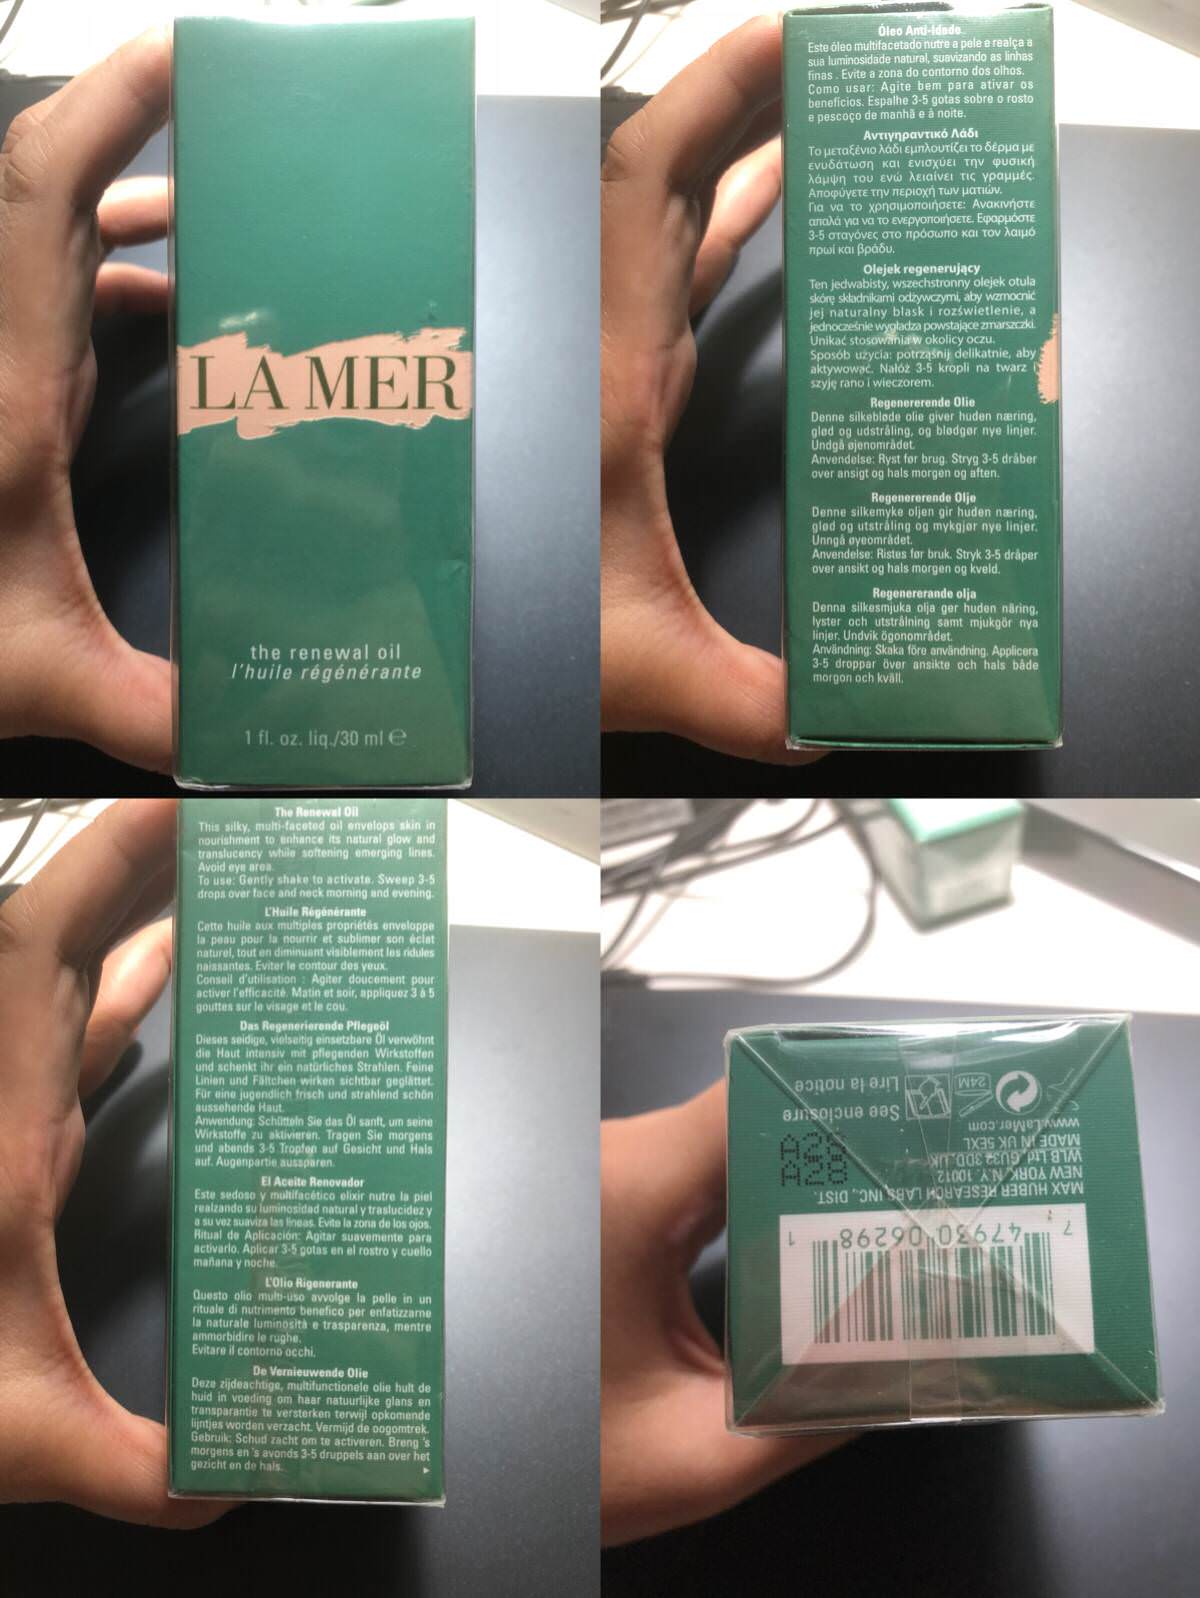 LA MER
the renewal oil
l'huile régénérante
1 fl. oz. liq./30 ml ℮
Óleo Anti-Idade
Este óleo multifacetado nutre a pele e realça a
sua luminosidade natural, suavizando as linhas
finas . Evite a zona do contorno dos olhos.
Como usar: Agite bem para ativar os
benefícios. Espalhe 3-5 gotas sobre o rosto
e pescoço de manhã e à noite.
Αντιγηραντικό Λάδι
Το μεταξένιο λάδι εμπλουτίζει το δέρμα με
ενυδάτωση και ενισχύει την φυσική
λάμψη του ενώ λειαίνει τις γραμμές.
Αποφύγετε την περιοχή των ματιών.
Για να το χρησιμοποιήσετε: Ανακινήστε
απαλά για να το ενεργοποιήσετε. Εφαρμόστε
3-5 σταγόνες στο πρόσωπο και τον λαιμό
πρωί και βράδυ.
Olejek regenerujący
Ten jedwabisty, wszechstronny olejek otula
skórę składnikami odżywczymi, aby wzmocnić
jej naturalny blask i rozświetlenie, a
jednocześnie wygładza powstające zmarszczki.
Unikać stosowania w okolicy oczu.
Sposób użycia: potrząśnij delikatnie, aby
aktywować. Nałóż 3-5 kropli na twarz i
szyję rano i wieczorem.
Regenererende Olie
Denne silkebløde olie giver huden næring,
glød og udstråling, og blødgør nye linjer.
Undgå øjenområdet.
Anvendelse: Ryst før brug. Stryg 3-5 dråber
over ansigt og hals morgen og aften.
Regenererende Olje
Denne silkemyke oljen gir huden næring,
glød og utstråling og mykgjør nye linjer.
Unngå øyeområdet.
Anvendelse: Ristes før bruk. Stryk 3-5 dråper
over ansikt og hals morgen og kveld.
Regenererande olja
Denna silkesmjuka olja ger huden näring,
lyster och utstrålning samt mjukgör nya
linjer. Undvik ögonområdet.
Användning: Skaka före användning. Applicera
3-5 droppar över ansikte och hals både
morgon och kväll.
The Renewal Oil
This silky, multi-faceted oil envelops skin in
nourishment to enhance its natural glow and
translucency while softening emerging lines.
Avoid eye area.
To use: Gently shake to activate. Sweep 3-5
drops over face and neck morning and evening.
L'Huile Régénérante
Cette huile aux multiples propriétés enveloppe
la peau pour la nourrir et sublimer son éclat
naturel, tout en diminuant visiblement les ridules
naissantes. Eviter le contour des yeux.
Conseil d'utilisation : Agiter doucement pour
activer l'efficacité. Matin et soir, appliquez 3 à 5
gouttes sur le visage et le cou.
Das Regenerierende Pflegeöl
Dieses seidige, vielseitig einsetzbare Öl verwöhnt
die Haut intensiv mit pflegenden Wirkstoffen
und schenkt ihr ein natürliches Strahlen. Feine
Linien und Fältchen wirken sichtbar geglättet.
Für eine jugendlich frisch und strahlend schön
aussehende Haut.
Anwendung: Schütteln Sie das Öl sanft, um seine
Wirkstoffe zu aktivieren. Tragen Sie morgens
und abends 3-5 Tropfen auf Gesicht und Hals
auf. Augenpartie aussparen.
El Aceite Renovador
Este sedoso y multifacético elixir nutre la piel
realzando su luminosidad natural y traslucidez y
a su vez suaviza las líneas. Evite la zona de los ojos.
Ritual de Aplicación: Agitar suavemente para
activarlo. Aplicar 3-5 gotas en el rostro y cuello
mañana y noche.
L'Olio Rigenerante
Questo olio multi-uso avvolge la pelle in un
rituale di nutrimento benefico per enfatizzarne
la naturale luminosità e trasparenza, mentre
ammorbidire le rughe.
Evitare il contorno occhi.
De Vernieuwende Olie
Deze zijdeachtige, multifunctionele olie hult de
huid in voeding om haar natuurlijke glans en
transparantie te versterken terwijl opkomende
lijntjes worden verzacht. Vermijd de oogomtrek.
Gebruik: Schud zacht om te activeren. Breng 's
morgens en 's avonds 3-5 druppels aan over het
gezicht en de hals.
7 47930 06298 1
MAX HUBER RESEARCH LABS INC., DIST.
NEW YORK, N.Y. 10012
WLB Ltd, GU32 3DD, UK
MADE IN UK 5EXL
www.LaMer.com
A28
A28
24M
See enclosure
Lire la notice